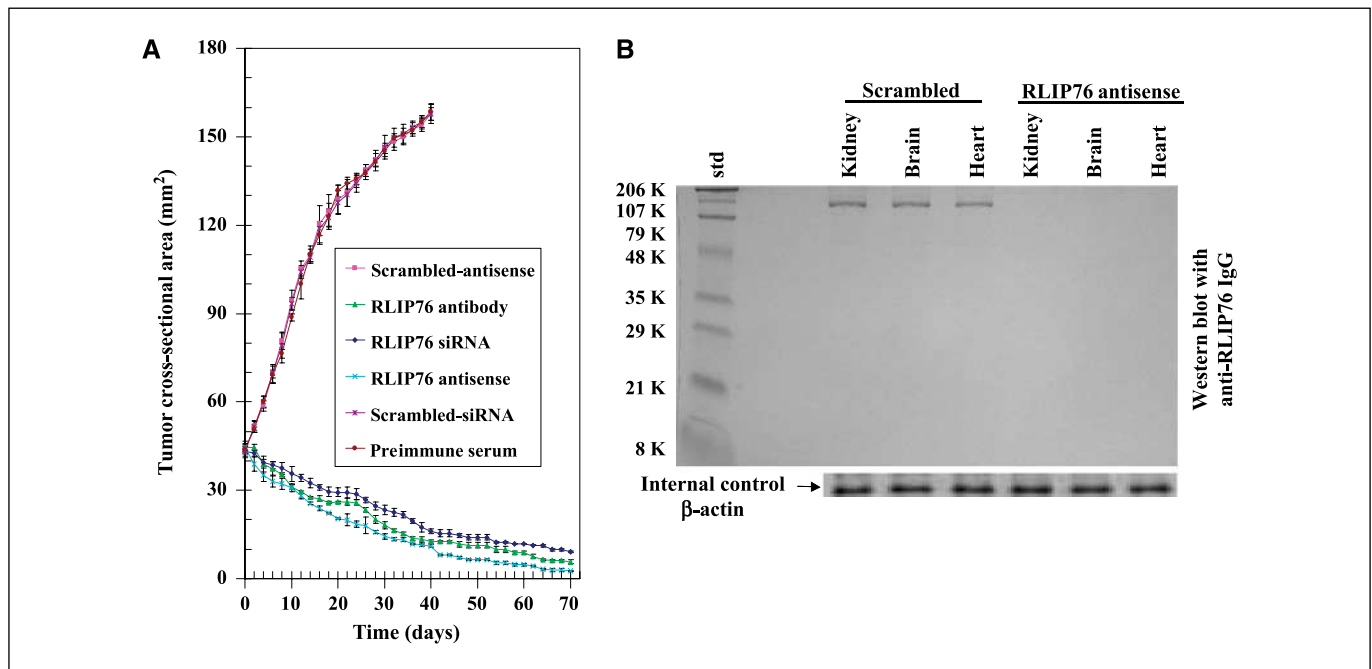 A
180
150
120
90
60
30
0
Tumor cross-sectional area (mm²)
Scrambled-antisense
RLIP76 antibody
RLIP76 siRNA
RLIP76 antisense
Scrambled-siRNA
Preimmune serum
0 10 20 30 40 50 60 70
Time (days)
B
Scrambled RLIP76 antisense
std Kidney Brain Heart Kidney Brain Heart
206 K
107 K
79 K
48 K
35 K
29 K
21 K
8 K
Western blot with
anti-RLIP76 IgG
Internal control
β-actin